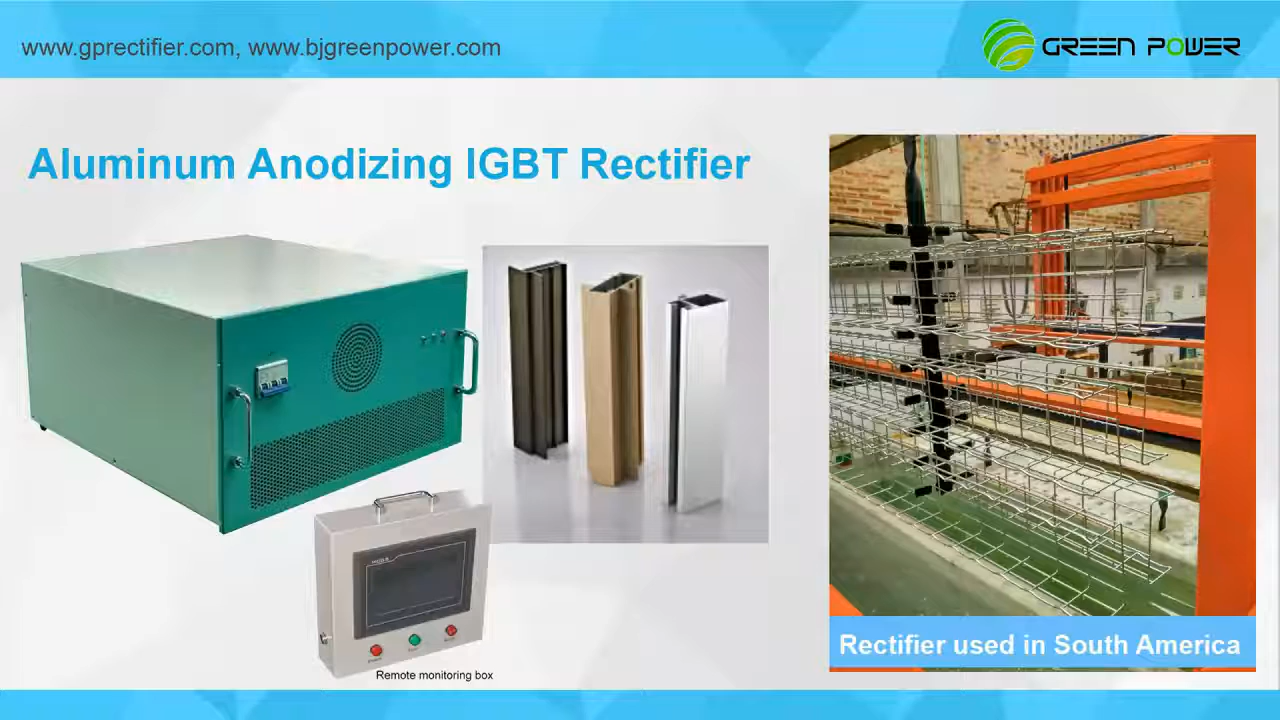 www.gprectifier.com, www.bjgreenpower.com
GREEN POWER
Aluminum Anodizing IGBT Rectifier
Remote monitoring box
Rectifier used in South America